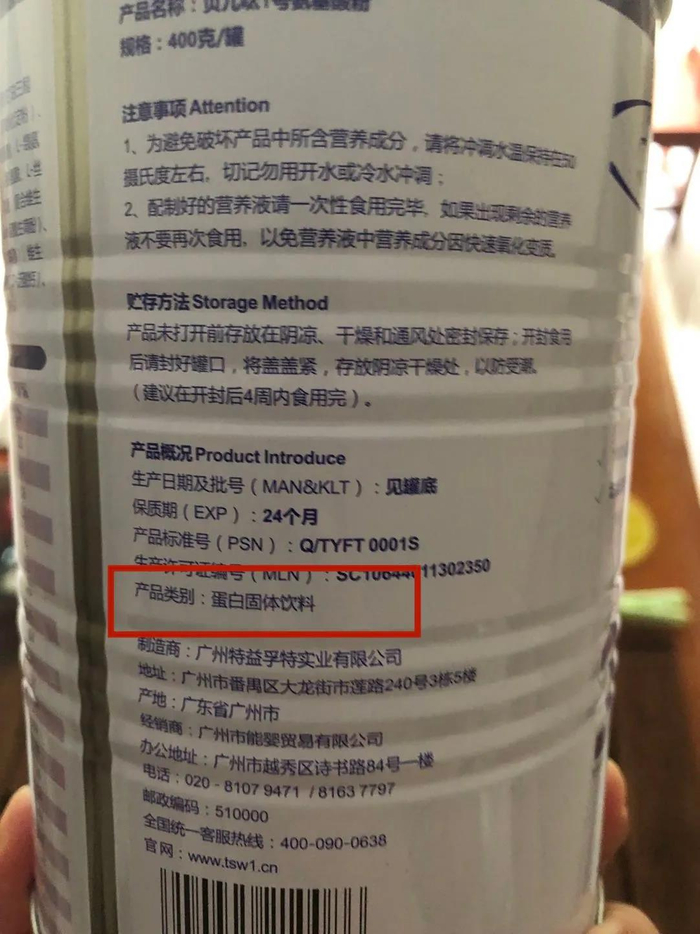 产品名称：贝儿呔1号氨基酸粉
规格：400克/罐
注意事项 Attention
1、为避免破坏产品中所含营养成分，请将冲调水温保持在50
摄氏度左右，切记勿用开水或冷水冲调；
2、配制好的营养液请一次性食用完毕，如果出现剩余的营养
液不要再次食用，以免营养液中营养成分因快速氧化变质。
贮存方法 Storage Method
产品未打开前存放在阴凉、干燥和通风处密封保存；开封食用
后请封好罐口，将盖盖紧，存放阴凉干燥处，以防受潮。
（建议在开封后4周内食用完）。
产品概况 Product Introduce
生产日期及批号（MAN&KLT）：见罐底
保质期（EXP）：24个月
产品标准号（PSN）：Q/TYFT 0001S
生产许可证编号（MLN）：SC10644011302350
产品类别：蛋白固体饮料
制造商：广州特益孚特实业有限公司
地址：广州市番禺区大龙街市莲路240号3栋5楼
产地：广东省广州市
经销商：广州市能婴贸易有限公司
办公地址：广州市越秀区诗书路84号一楼
电话：020 - 8107 9471 / 8163 7797
邮政编码：510000
全国统一客服热线：400-090-0638
官网：www.tsw1.cn